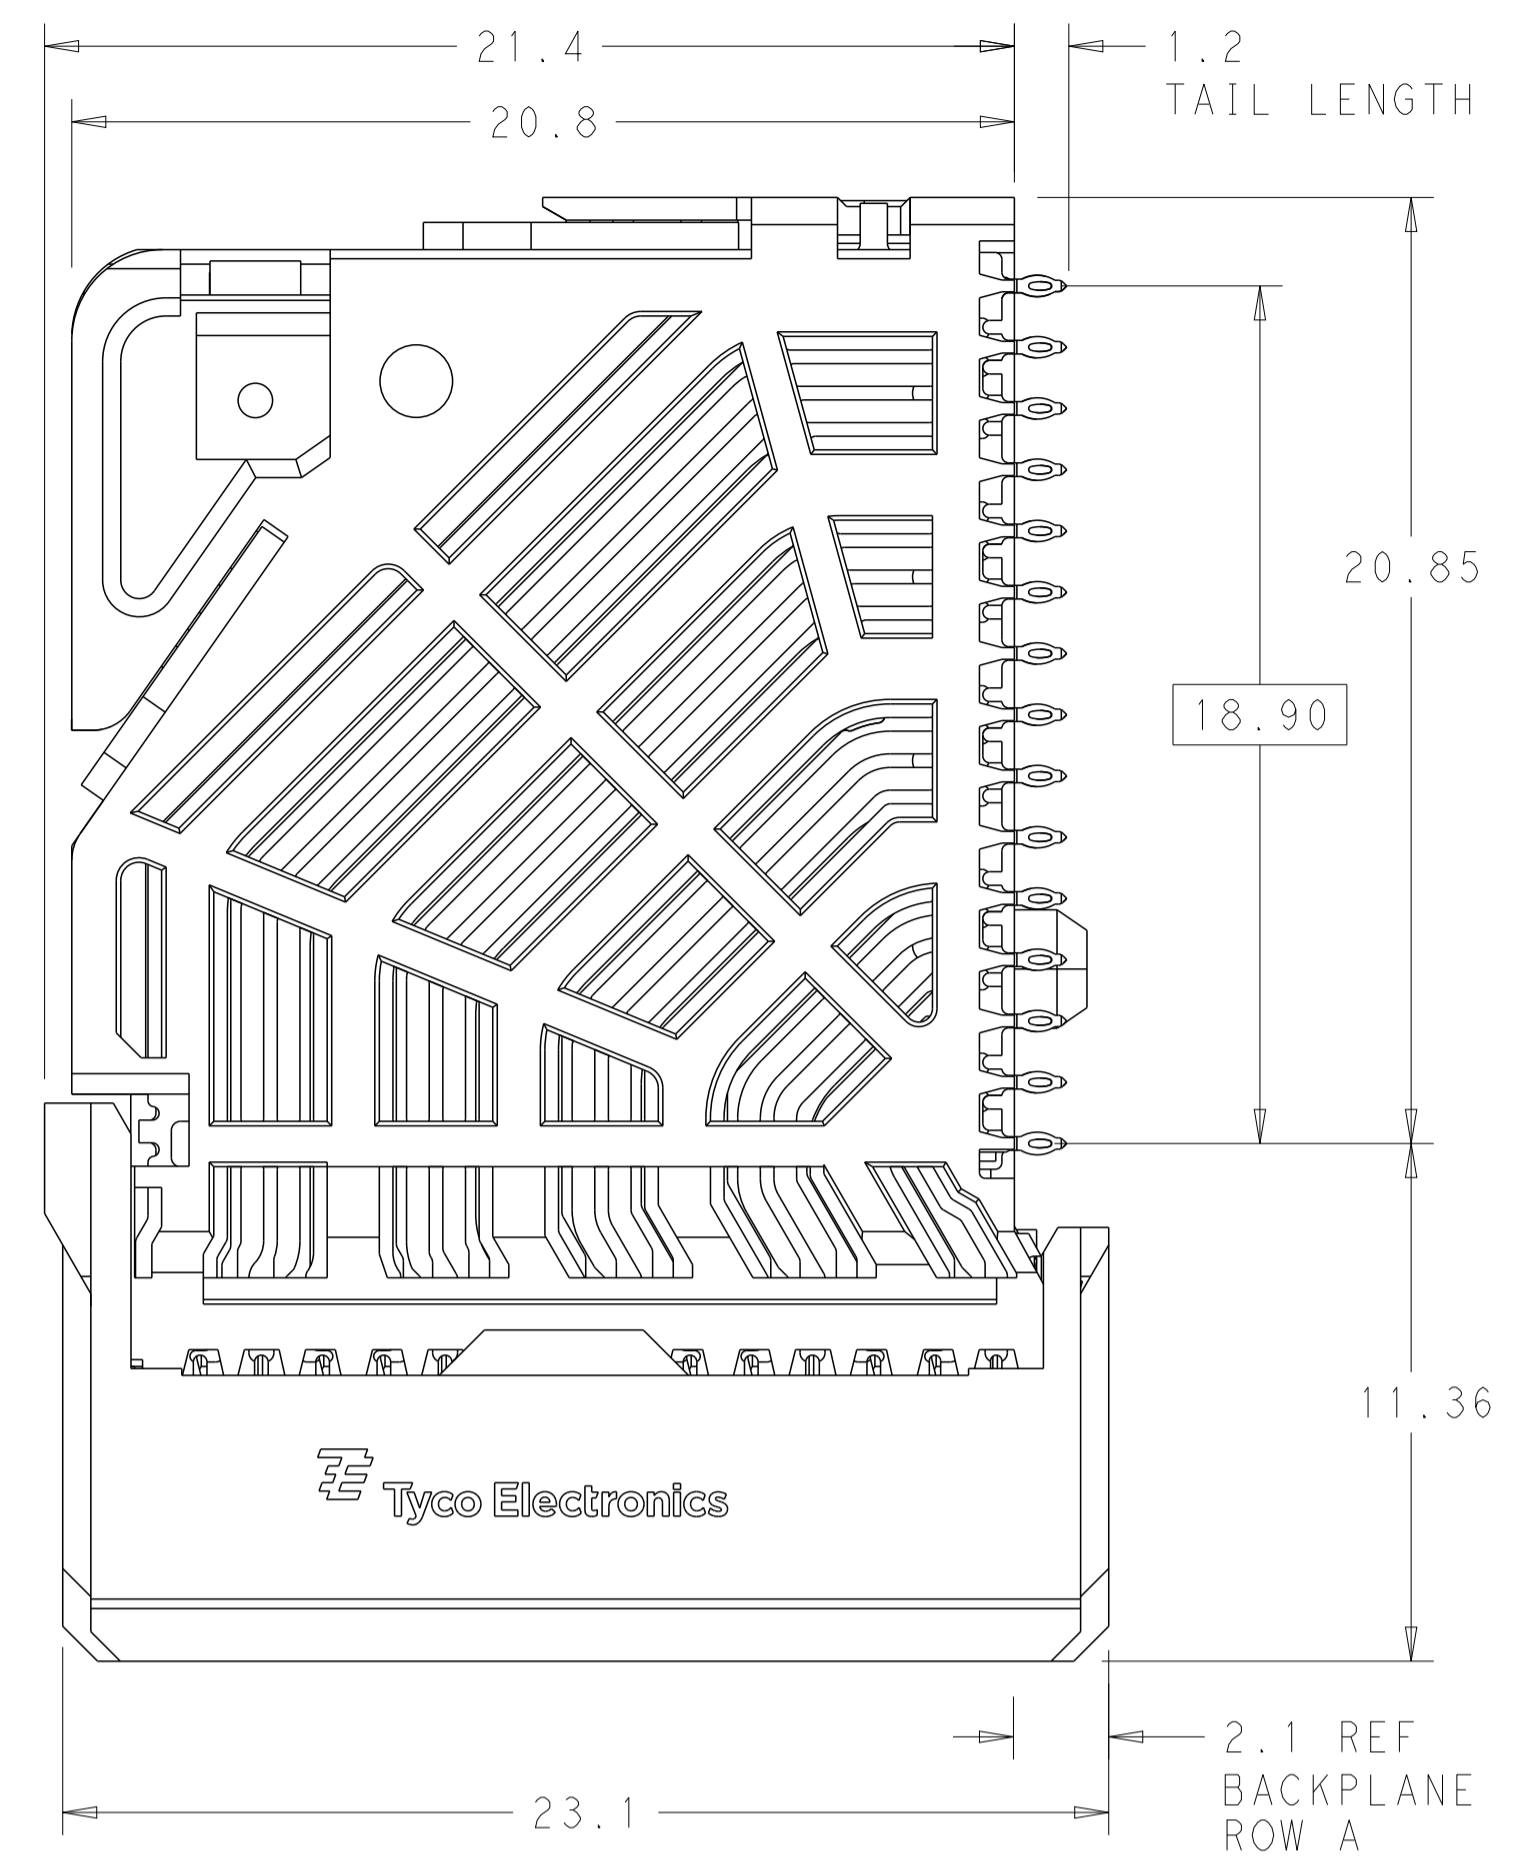 21.4
1.2
TAIL LENGTH
20.8
20.85
18.90
11.36
Tyco Electronics
2.1 REF
BACKPLANE
ROW A
23.1